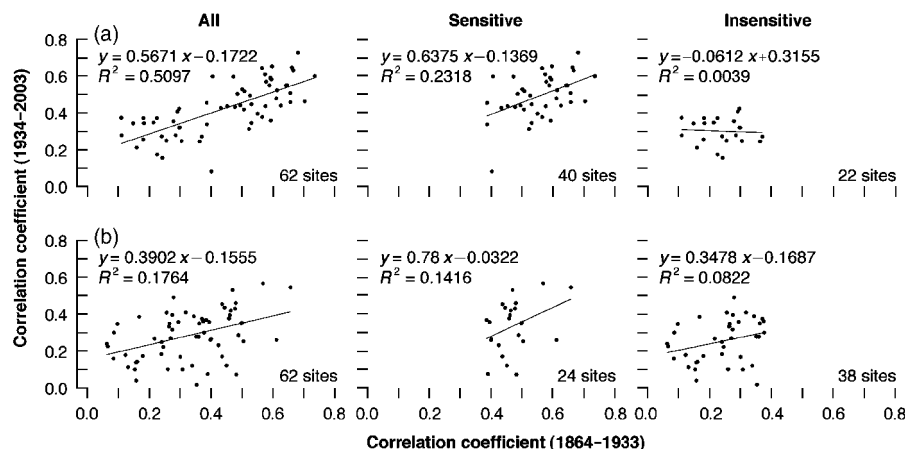 All Sensitive Insensitive
(a)
y = 0.5671 x − 0.1722
R² = 0.5097
62 sites
y = 0.6375 x − 0.1369
R² = 0.2318
40 sites
y = −0.0612 x + 0.3155
R² = 0.0039
22 sites
0.8
0.6
0.4
0.2
0.0
Correlation coefficient (1934–2003)
(b)
y = 0.3902 x − 0.1555
R² = 0.1764
62 sites
y = 0.78 x − 0.0322
R² = 0.1416
24 sites
y = 0.3478 x − 0.1687
R² = 0.0822
38 sites
0.8
0.6
0.4
0.2
0.0
0.0 0.2 0.4 0.6 0.8 0.0 0.2 0.4 0.6 0.8 0.0 0.2 0.4 0.6 0.8
Correlation coefficient (1864–1933)